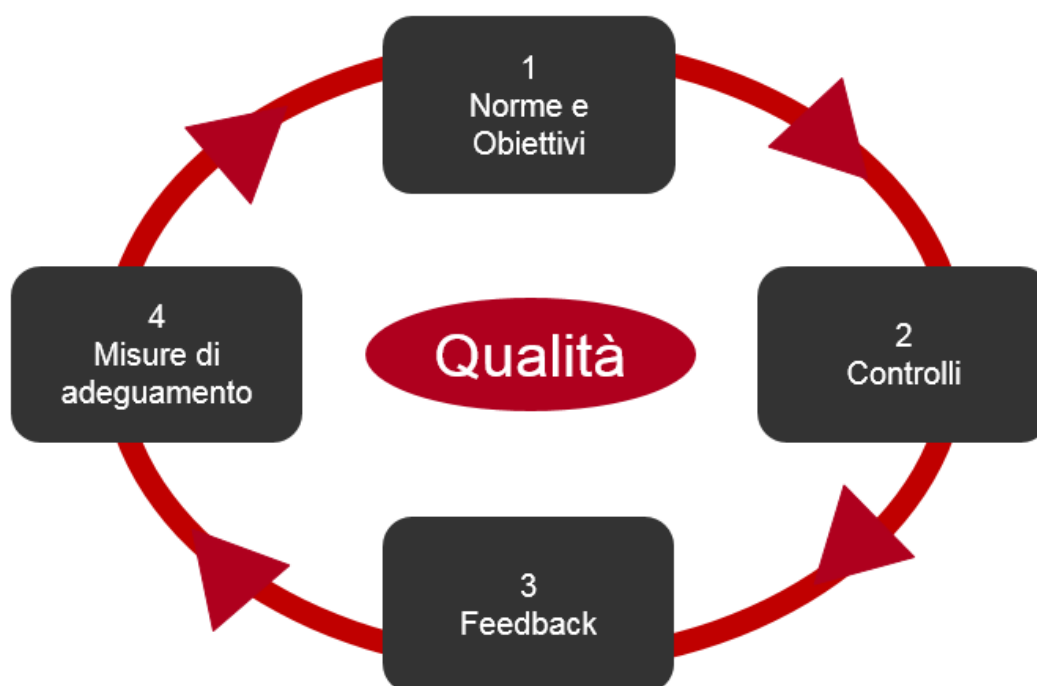 1
Norme e
Obiettivi
2
Controlli
3
Feedback
4
Misure di
adeguamento
Qualità